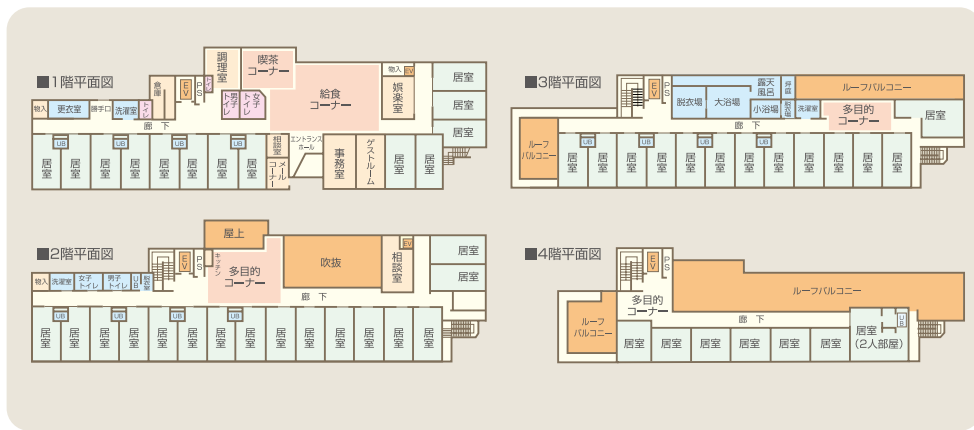 ■1階平面図
調理室
喫茶コーナー
倉庫
EV
PS
トイレ
男子トイレ
女子トイレ
給食コーナー
物入
EV
娯楽室
居室
居室
居室
物入
更衣室
勝手口
洗濯室
トイレ
廊下
UB
UB
UB
UB
居室
居室
居室
居室
居室
居室
居室
居室
相談室
メールコーナー
エントランスホール
事務室
ゲストルーム
居室
居室
■2階平面図
屋上
EV
PS
キッチン
多目的コーナー
吹抜
EV
相談室
居室
居室
物入
洗濯室
女子トイレ
男子トイレ
UB
脱衣室
廊下
UB
UB
UB
UB
居室
居室
居室
居室
居室
居室
居室
居室
居室
居室
居室
居室
居室
居室
■3階平面図
EV
PS
脱衣場
大浴場
露天風呂
坪庭
小浴場
脱衣場
洗濯室
ルーフバルコニー
多目的コーナー
居室
廊下
ルーフバルコニー
UB
UB
UB
UB
居室
居室
居室
居室
居室
居室
居室
居室
居室
居室
居室
居室
■4階平面図
EV
PS
多目的コーナー
ルーフバルコニー
ルーフバルコニー
廊下
UB
居室
居室
居室
居室
居室
居室
居室
(2人部屋)